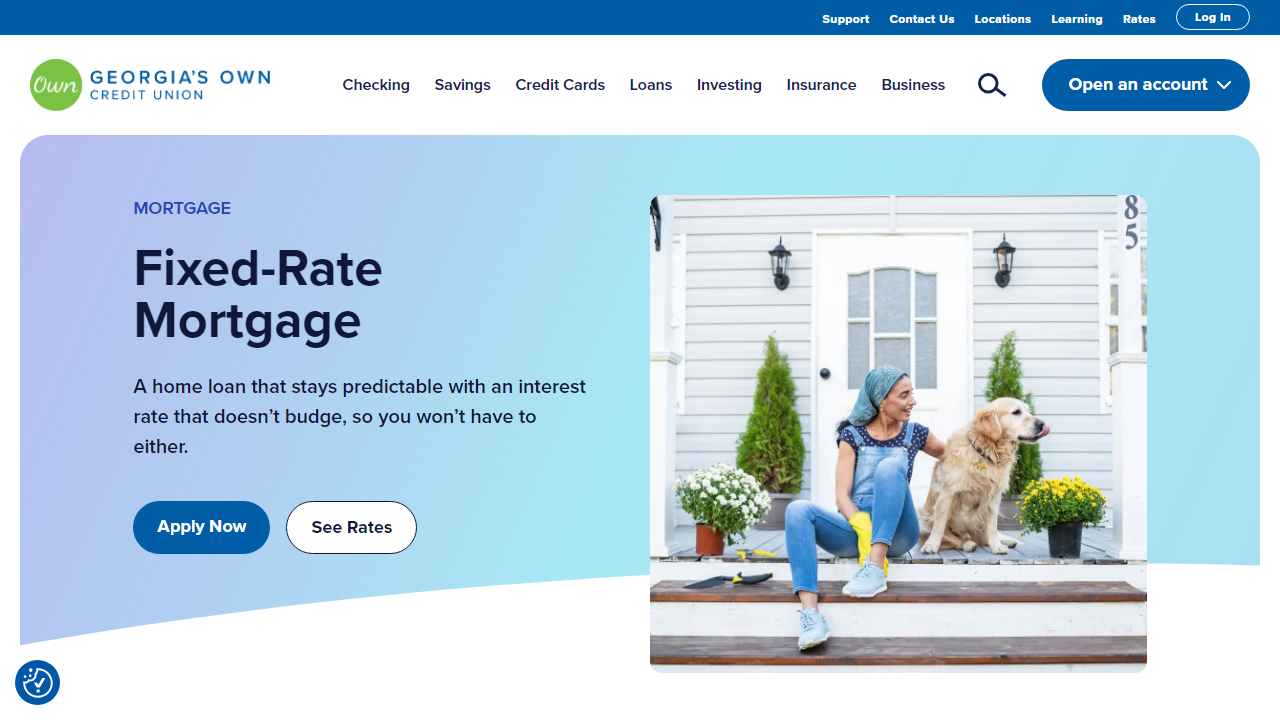 Support Contact Us Locations Learning Rates Log In
Own GEORGIA'S OWN
CREDIT UNION
Checking Savings Credit Cards Loans Investing Insurance Business Open an account
MORTGAGE
Fixed-Rate
Mortgage
A home loan that stays predictable with an interest
rate that doesn’t budge, so you won’t have to
either.
Apply Now See Rates
8
5